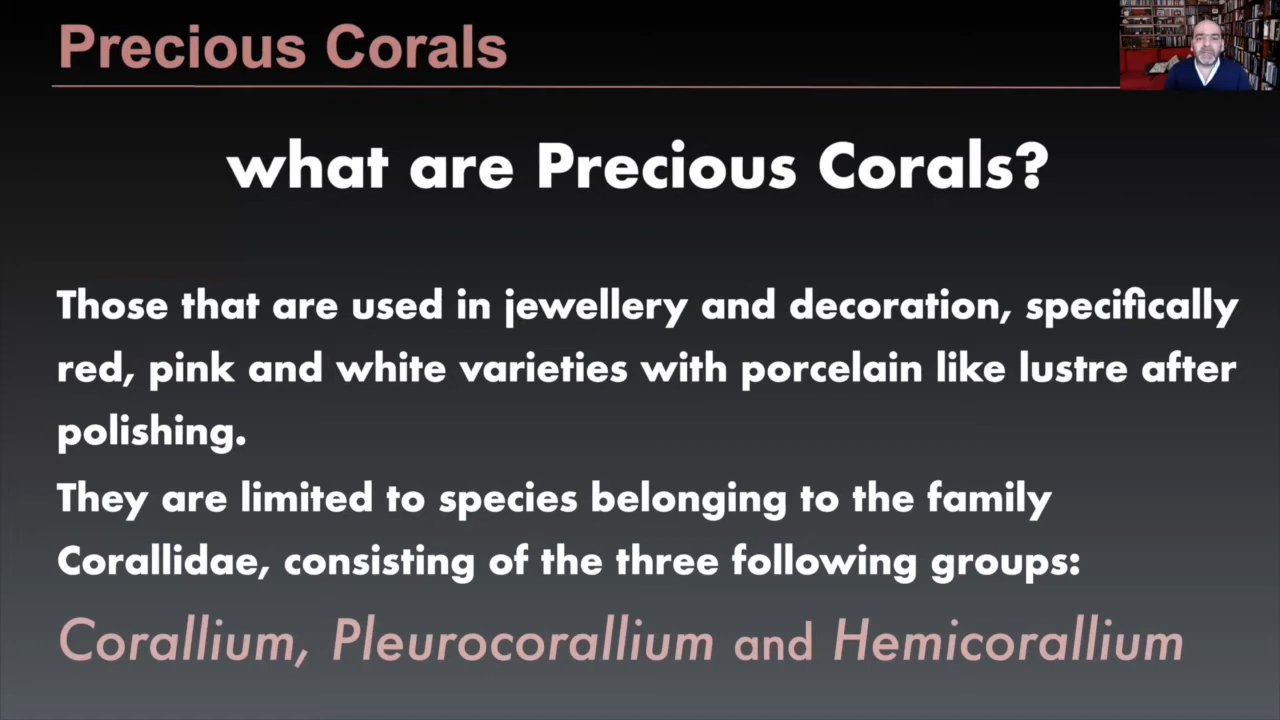 Precious Corals
what are Precious Corals?
Those that are used in jewellery and decoration, specifically
red, pink and white varieties with porcelain like lustre after
polishing.
They are limited to species belonging to the family
Corallidae, consisting of the three following groups:
Corallium, Pleurocorallium and Hemicorallium